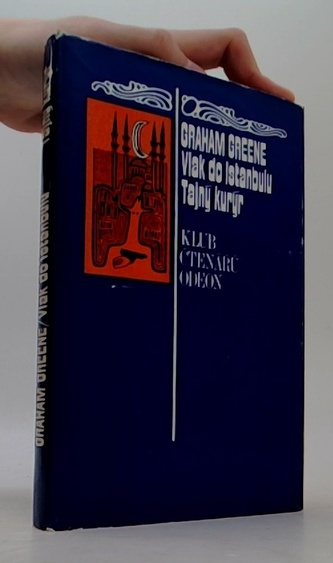 GRAHAM GREENE
Vlak do Istanbulu
Tajný kurýr
KLUB
ČTENÁŘŮ
ODEON
GRAHAM GREENE/Vlak do Istanbulu